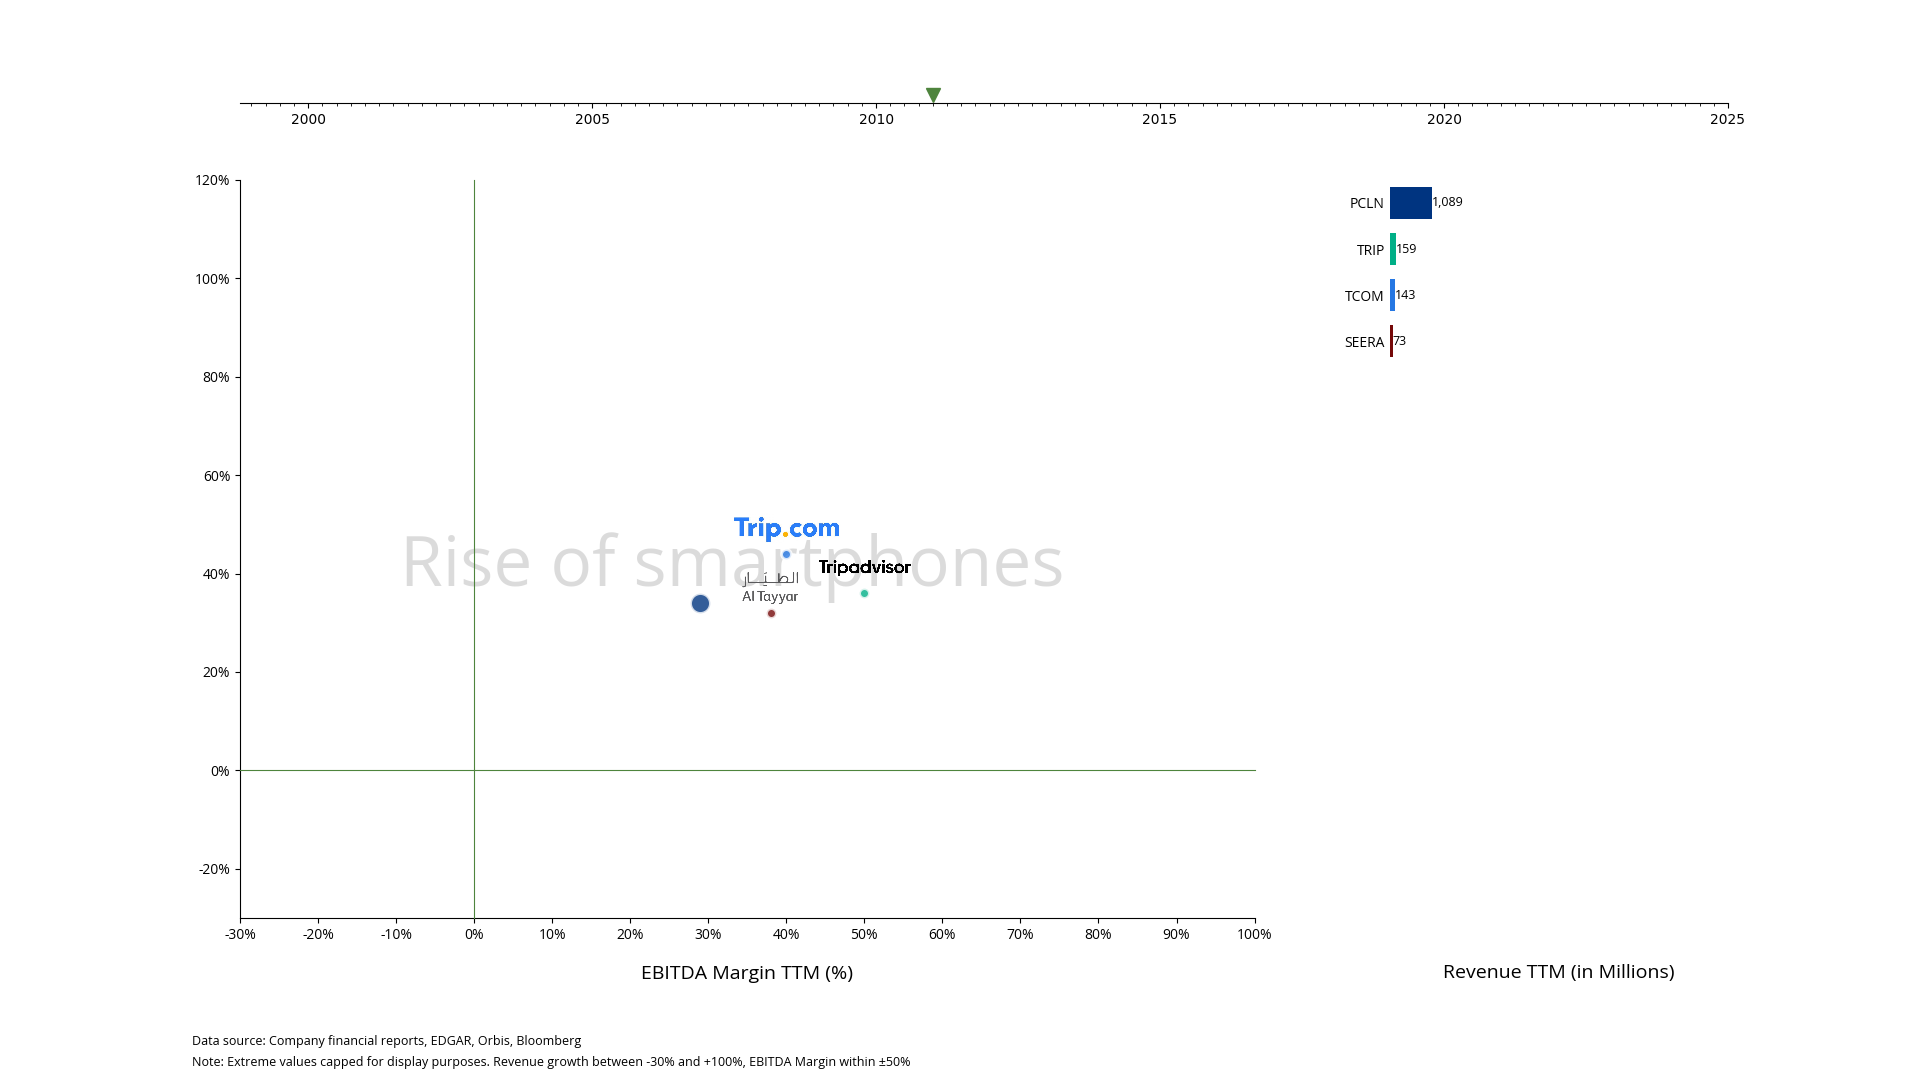 2000 2005 2010 2015 2020 2025
120%
100%
80%
60%
40%
20%
0%
-20%
-30% -20% -10% 0% 10% 20% 30% 40% 50% 60% 70% 80% 90% 100%
Rise of smartphones
Trip.com
Tripadvisor
الطيّار
Al Tayyar
EBITDA Margin TTM (%)
PCLN 1,089
TRIP 159
TCOM 143
SEERA 73
Revenue TTM (in Millions)
Data source: Company financial reports, EDGAR, Orbis, Bloomberg
Note: Extreme values capped for display purposes. Revenue growth between -30% and +100%, EBITDA Margin within ±50%